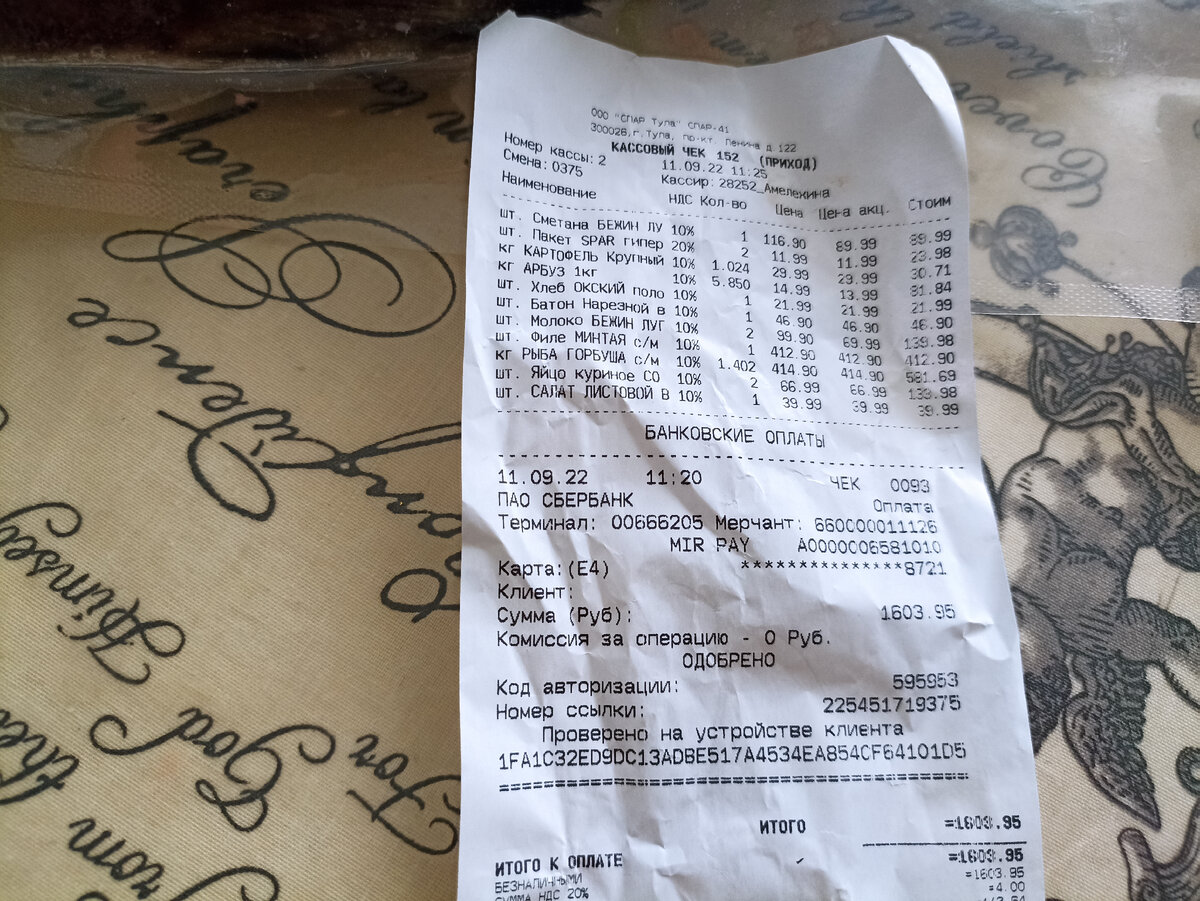 ООО "СПАР Тула" СПАР-41
300026,г.Тула, пр-кт. Ленина д.122
КАССОВЫЙ ЧЕК 152 (ПРИХОД)
Номер кассы: 2 11.09.22 11:25
Смена: 0375 Кассир: 28252_Амелехина
Наименование НДС Кол-во Цена Цена акц. Стоим
шт. Сметана БЕЖИН ЛУ 10% 1 116.90 89.99 89.99
шт. Пакет SPAR гипер 20% 2 11.99 11.99 23.98
кг КАРТОФЕЛЬ Крупный 10% 1.024 29.99 29.99 30.71
кг АРБУЗ 1кг 10% 5.850 14.99 13.99 81.84
шт. Хлеб ОКСКИЙ поло 10% 1 21.99 21.99 21.99
шт. Батон Нарезной в 10% 1 46.90 46.90 46.90
шт. Молоко БЕЖИН ЛУГ 10% 2 99.90 69.99 139.98
шт. Филе МИНТАЯ с/м 10% 1 412.90 412.90 412.90
кг РЫБА ГОРБУША с/м 10% 1.402 414.90 414.90 581.69
шт. Яйцо куриное СО 10% 2 66.99 66.99 133.98
шт. САЛАТ ЛИСТОВОЙ В 10% 1 39.99 39.99 39.99
БАНКОВСКИЕ ОПЛАТЫ
11.09.22 11:20 ЧЕК 0093
ПАО СБЕРБАНК Оплата
Терминал: 00666205 Мерчант: 660000011126
MIR PAY A0000006581010
Карта:(E4) ***************8721
Клиент:
Сумма (Руб): 1603.95
Комиссия за операцию - 0 Руб.
ОДОБРЕНО
Код авторизации: 595953
Номер ссылки: 225451719375
Проверено на устройстве клиента
1FA1C32ED9DC13ADBE517A4534EA854CF64101D5
==========================================
ИТОГО =1603.95
ИТОГО К ОПЛАТЕ =1603.95
БЕЗНАЛИЧНЫМИ =1603.95
СУММА НДС 20% =4.00
Confidence
Himself
God
For
the
from